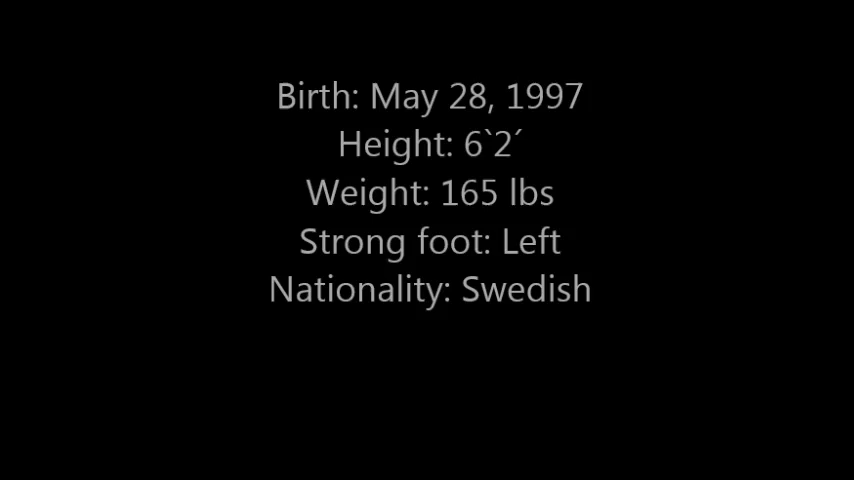 Birth: May 28, 1997
Height: 6`2´
Weight: 165 lbs
Strong foot: Left
Nationality: Swedish